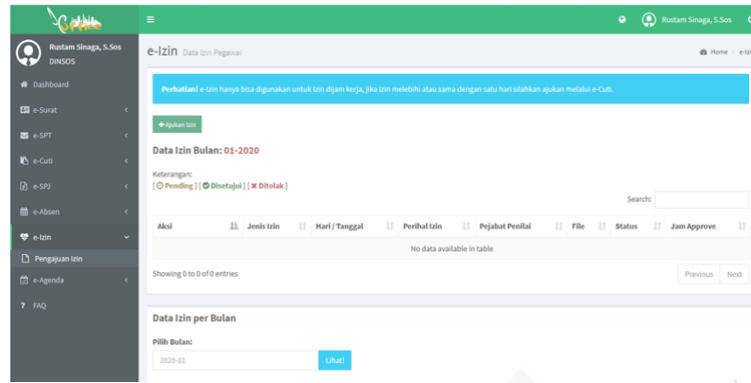 Rustam Sinaga, S.Sos
Rustam Sinaga, S.Sos
DINSOS
Dashboard
e-Surat
e-SPT
e-Cuti
e-SPJ
e-Absen
e-Izin
Pengajuan Izin
e-Agenda
? FAQ
e-Izin Data Izin Pegawai
Home
Perhatian! e-Izin hanya bisa digunakan untuk izin dijam kerja, jika izin melebihi atau sama dengan satu hari silahkan ajukan melalui e-Cuti.
+Ajukan Izin
Data Izin Bulan: 01-2020
Keterangan:
[ Pending ] [ Disetujui ] [ Ditolak ]
Search:
Aksi Jenis Izin Hari / Tanggal Perihal Izin Pejabat Penilai File Status Jam Approve
No data available in table
Showing 0 to 0 of 0 entries
Previous Next
Data Izin per Bulan
Pilih Bulan:
2020-01
Lihat!